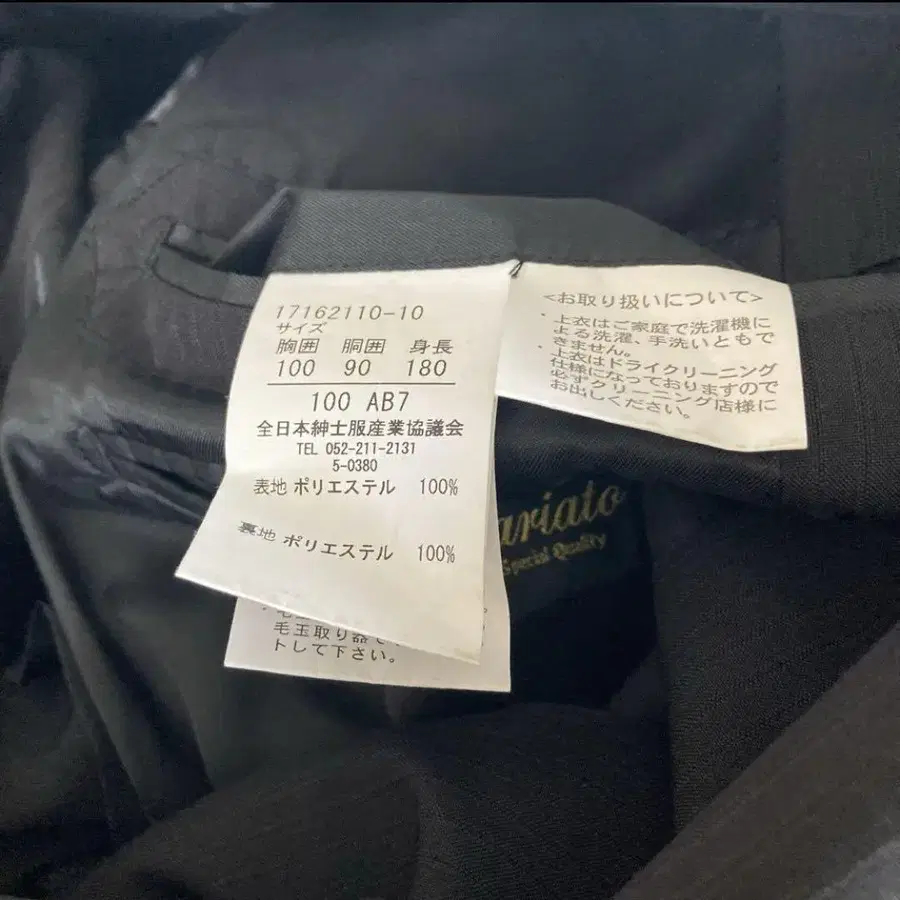 17162110-10
サイズ
胸囲 胴囲 身長
100 90 180
100 AB7
全日本紳士服産業協議会
TEL 052-211-2131
5-0380
表地 ポリエステル 100%
裏地 ポリエステル 100%
毛玉取り器で
トして下さい。
<お取り扱いについて>
・上衣はご家庭で洗濯機に
よる洗濯、手洗いともで
きません。
・上衣はドライクリーニング
仕様になっておりますので
必ずクリーニング店様に
お出しください。
ariato
Special Quality